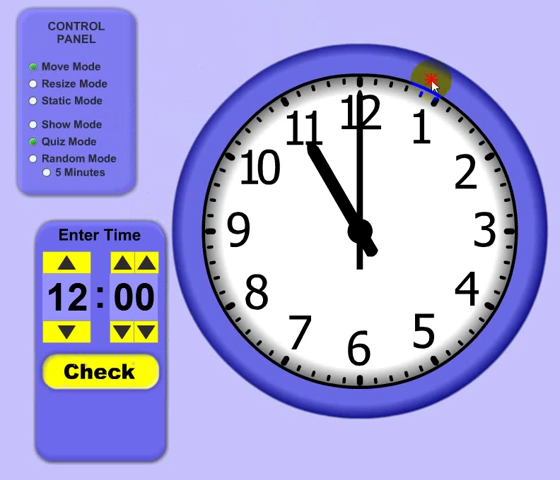 CONTROL
PANEL
Move Mode
Resize Mode
Static Mode
Show Mode
Quiz Mode
Random Mode
5 Minutes
Enter Time
12:00
Check
12
1
2
3
4
5
6
7
8
9
10
11